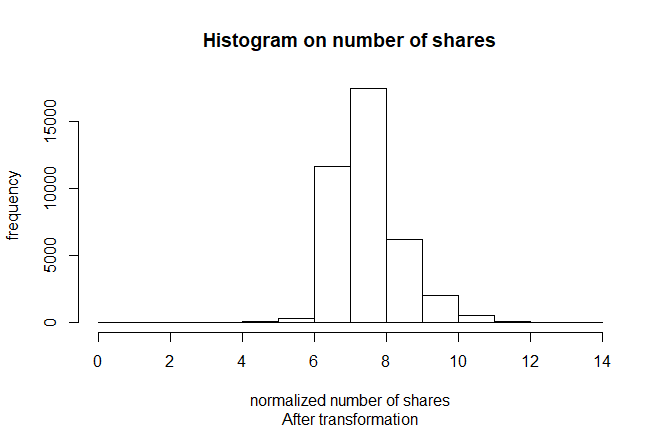 Histogram on number of shares
frequency
15000
10000
5000
0
0 2 4 6 8 10 12 14
normalized number of shares
After transformation